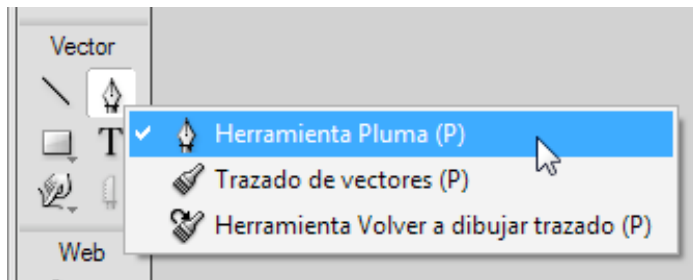 Vector
T
Herramienta Pluma (P)
Trazado de vectores (P)
Herramienta Volver a dibujar trazado (P)
Web